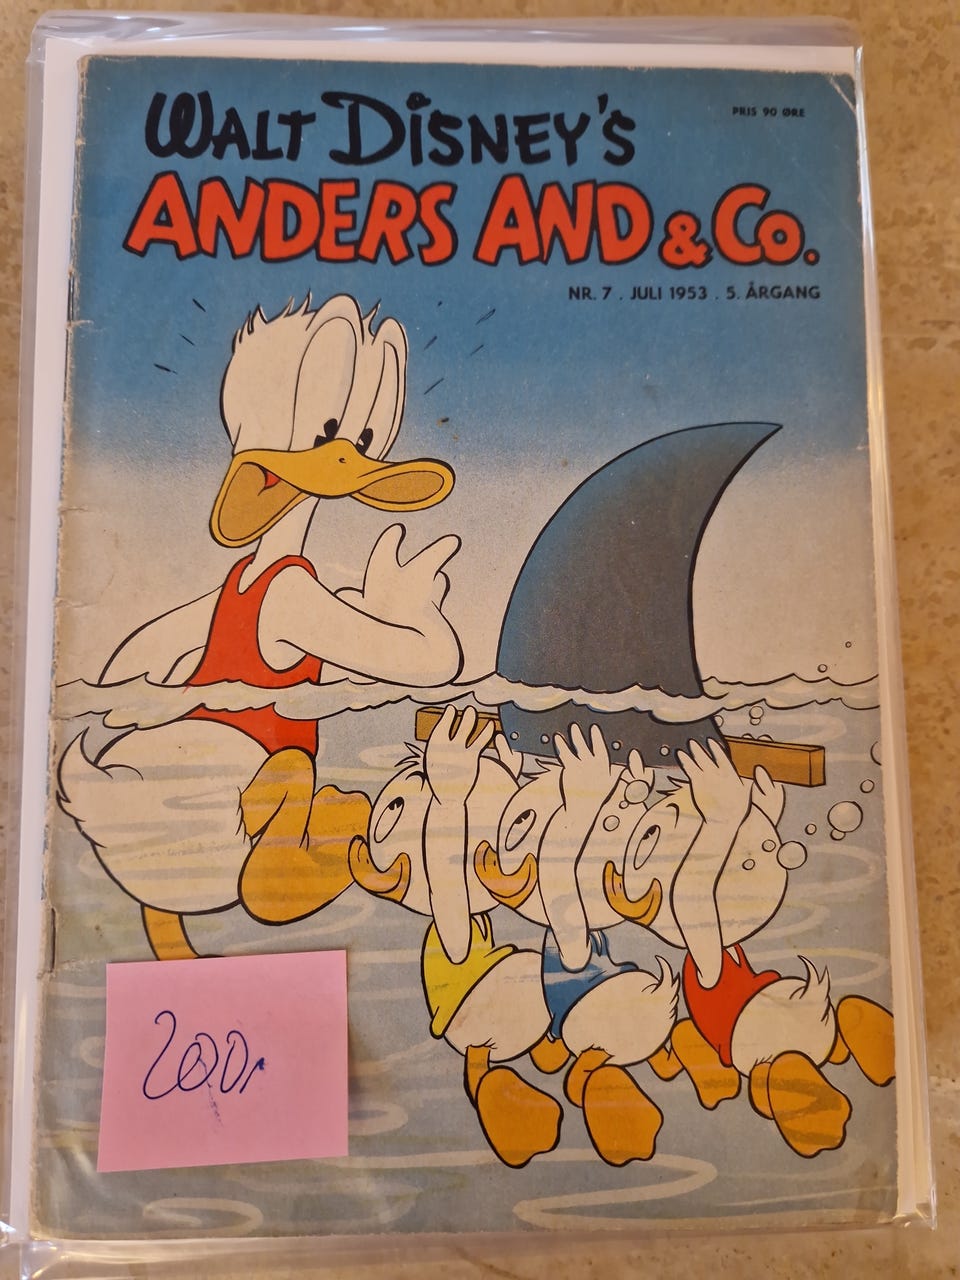 WALT DISNEY'S
PRIS 90 ØRE
ANDERS AND & CO.
NR. 7 . JULI 1953 . 5. ÅRGANG
200,-